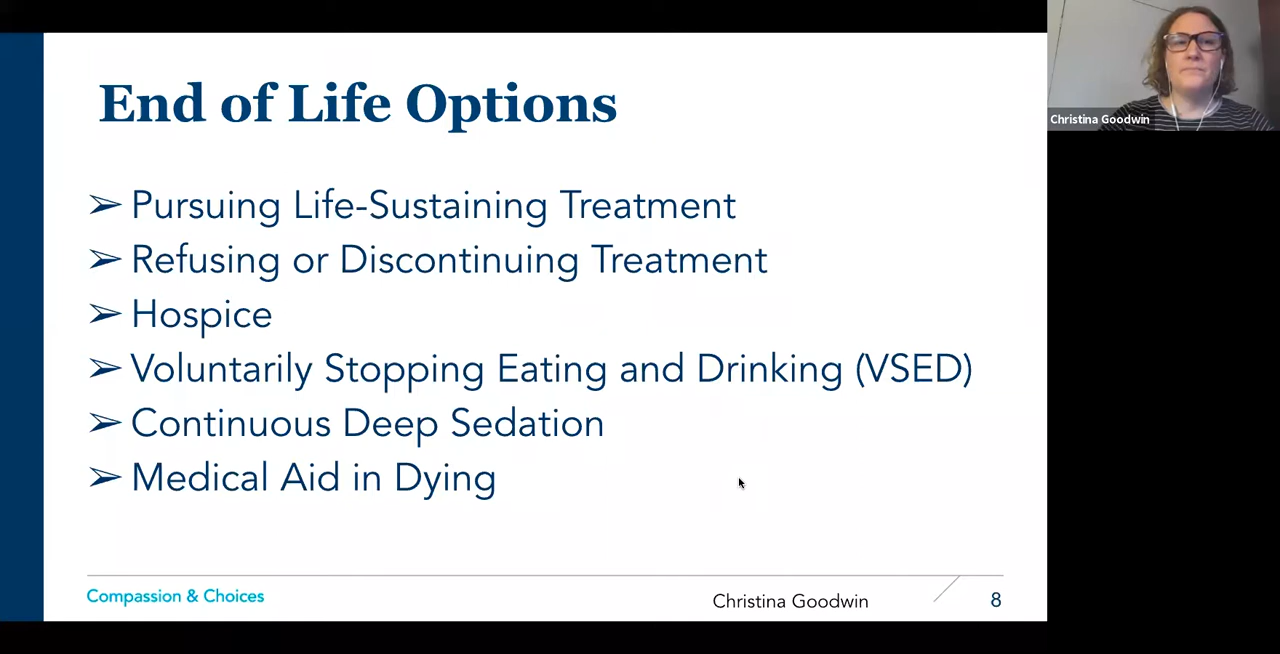 End of Life Options
➢ Pursuing Life-Sustaining Treatment
➢ Refusing or Discontinuing Treatment
➢ Hospice
➢ Voluntarily Stopping Eating and Drinking (VSED)
➢ Continuous Deep Sedation
➢ Medical Aid in Dying
Compassion & Choices
Christina Goodwin
8
Christina Goodwin